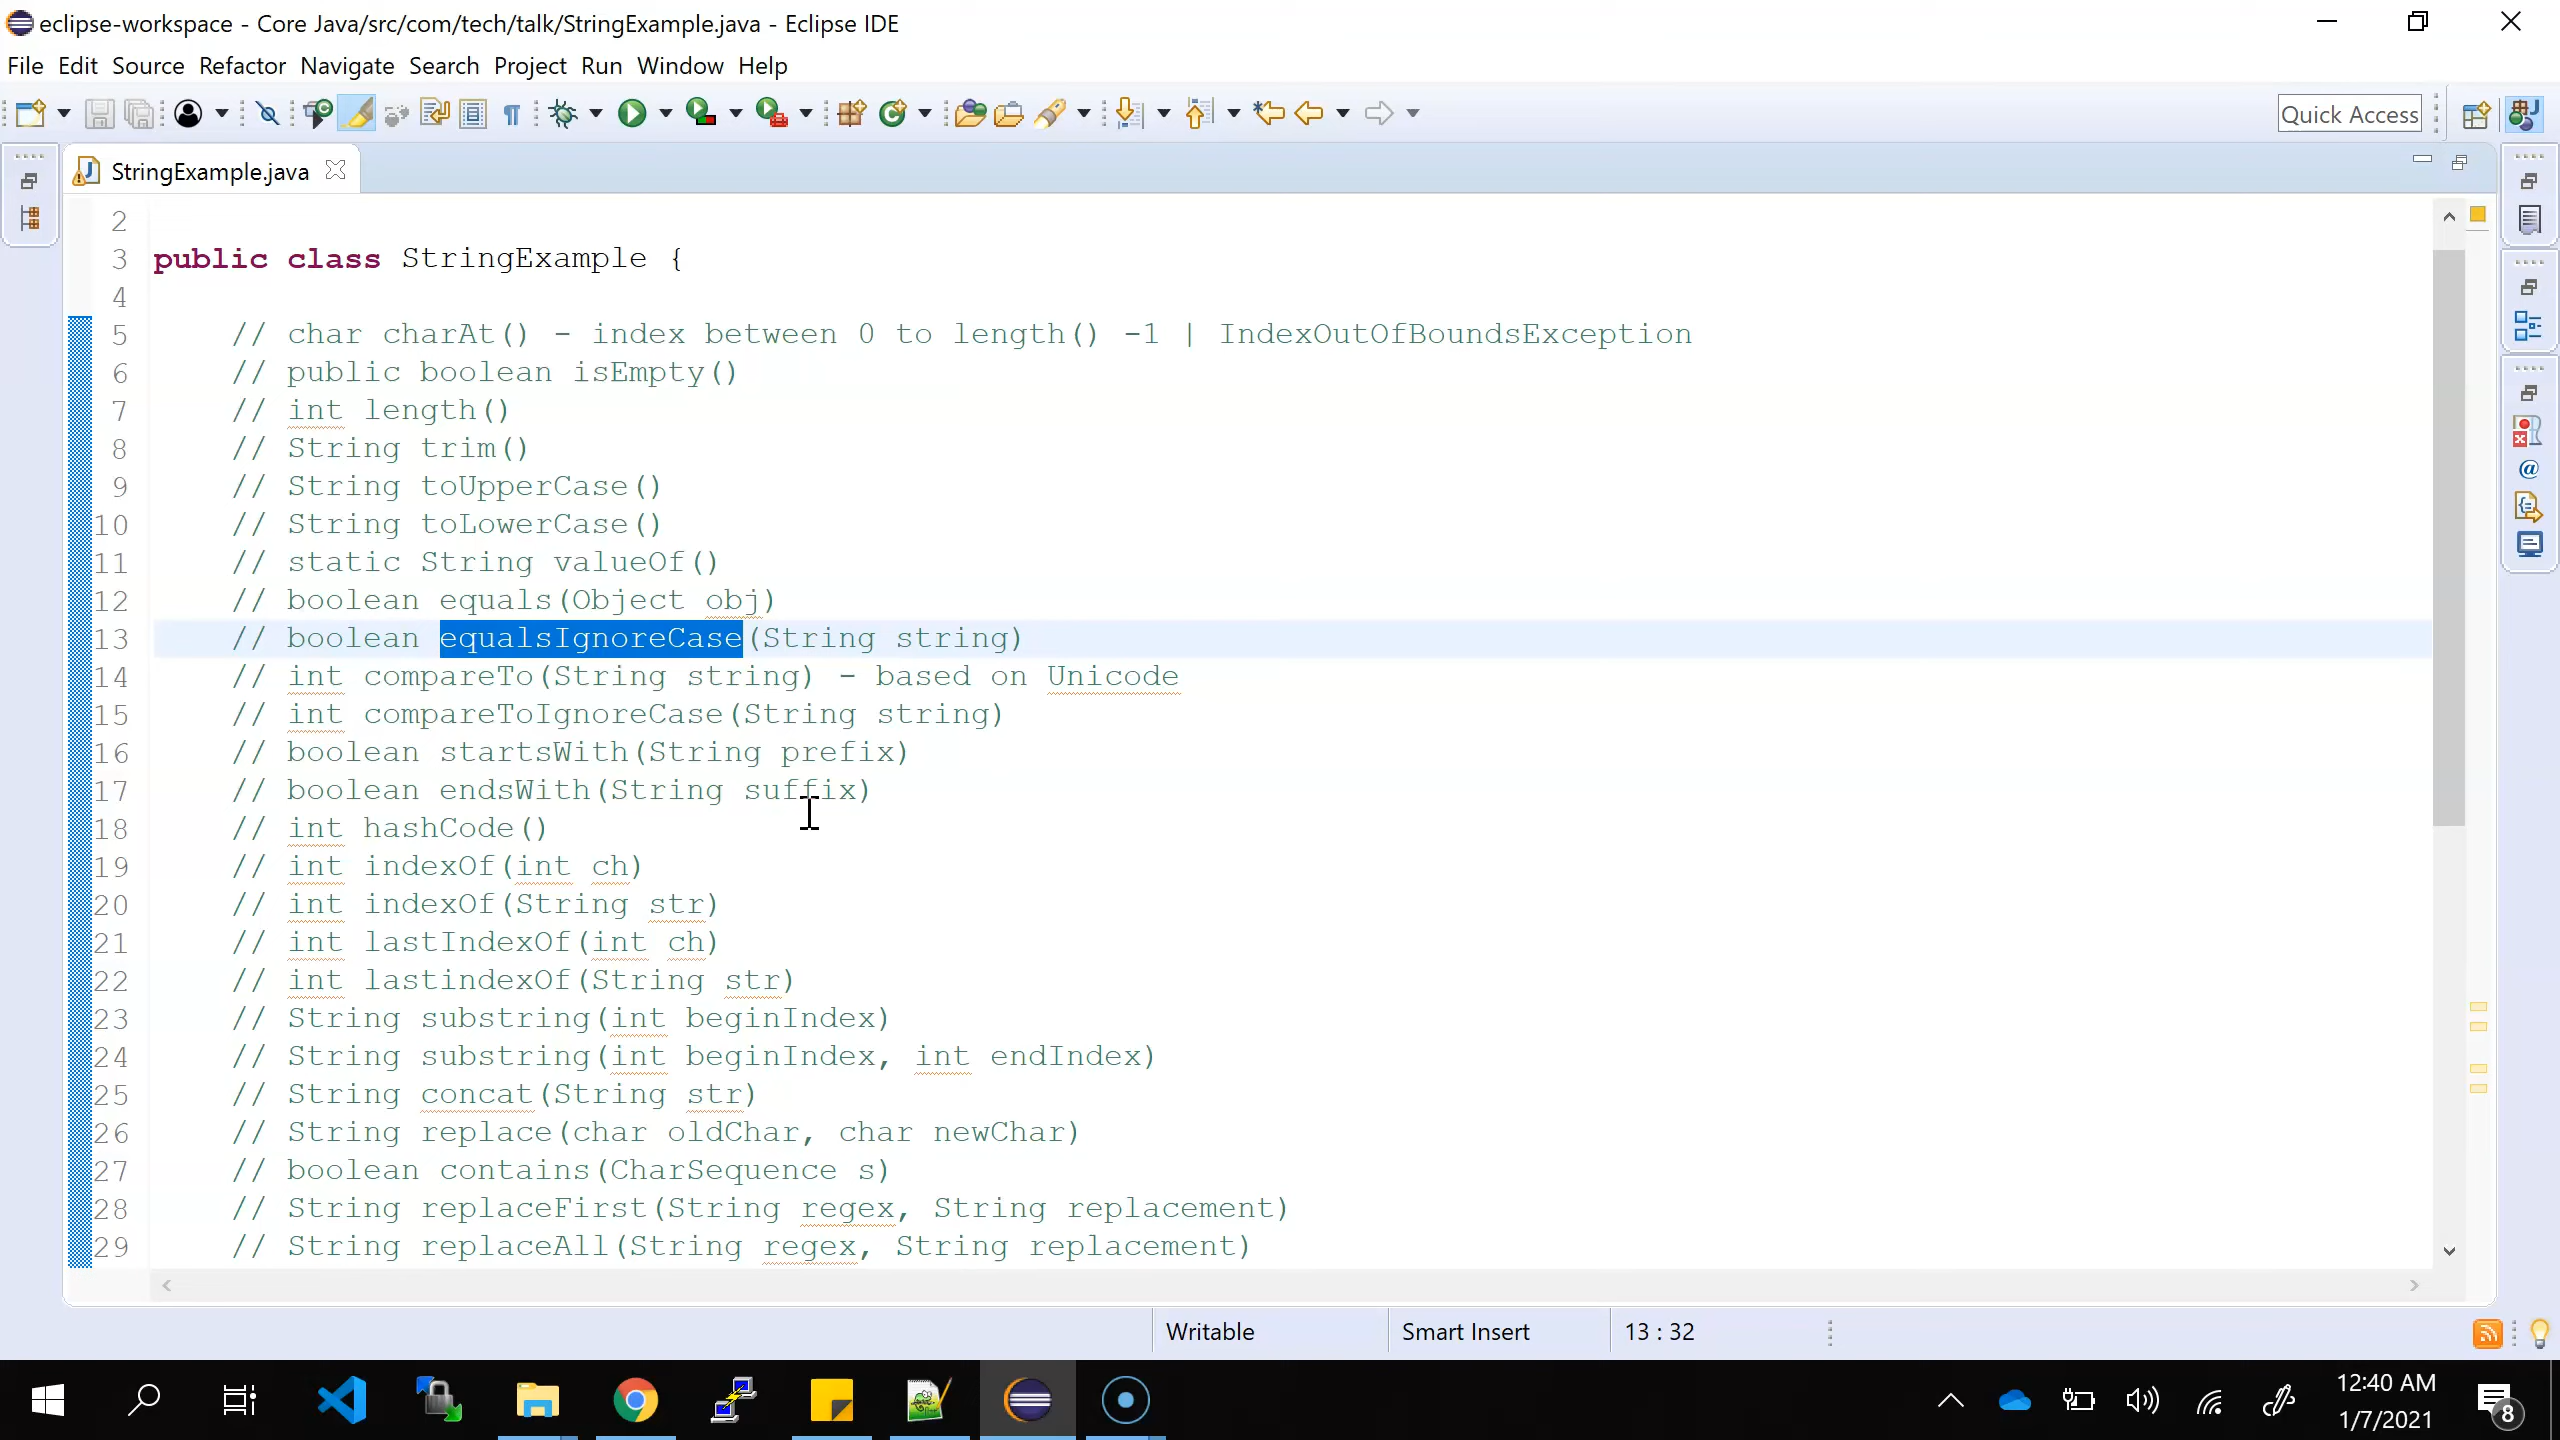 eclipse-workspace - Core Java/src/com/tech/talk/StringExample.java - Eclipse IDE
File Edit Source Refactor Navigate Search Project Run Window Help
Quick Access
StringExample.java
2
3 public class StringExample {
4
5 // char charAt() - index between 0 to length() -1 | IndexOutOfBoundsException
6 // public boolean isEmpty()
7 // int length()
8 // String trim()
9 // String toUpperCase()
10 // String toLowerCase()
11 // static String valueOf()
12 // boolean equals(Object obj)
13 // boolean equalsIgnoreCase(String string)
14 // int compareTo(String string) - based on Unicode
15 // int compareToIgnoreCase(String string)
16 // boolean startsWith(String prefix)
17 // boolean endsWith(String suffix)
18 // int hashCode()
19 // int indexOf(int ch)
20 // int indexOf(String str)
21 // int lastIndexOf(int ch)
22 // int lastindexOf(String str)
23 // String substring(int beginIndex)
24 // String substring(int beginIndex, int endIndex)
25 // String concat(String str)
26 // String replace(char oldChar, char newChar)
27 // boolean contains(CharSequence s)
28 // String replaceFirst(String regex, String replacement)
29 // String replaceAll(String regex, String replacement)
Writable Smart Insert 13 : 32
12:40 AM
1/7/2021
8